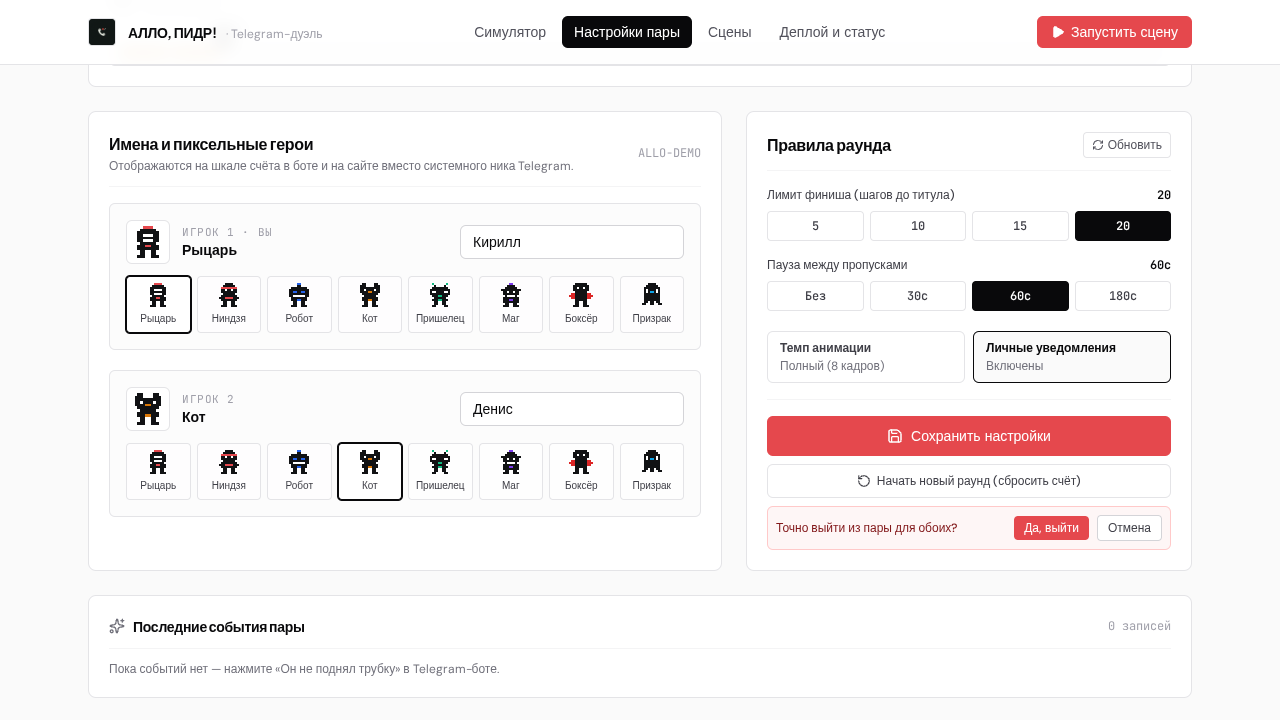 АЛЛО, ПИДР! · Telegram-дуэль
Симулятор
Настройки пары
Сцены
Деплой и статус
Запустить сцену
Имена и пиксельные герои
Отображаются на шкале счёта в боте и на сайте вместо системного ника Telegram.
ALLO-DEMO
ИГРОК 1 · ВЫ
Рыцарь
Кирилл
Рыцарь
Ниндзя
Робот
Кот
Пришелец
Маг
Боксёр
Призрак
ИГРОК 2
Кот
Денис
Рыцарь
Ниндзя
Робот
Кот
Пришелец
Маг
Боксёр
Призрак
Правила раунда
Обновить
Лимит финиша (шагов до титула)
20
5
10
15
20
Пауза между пропусками
60с
Без
30с
60с
180с
Темп анимации
Полный (8 кадров)
Личные уведомления
Включены
Сохранить настройки
Начать новый раунд (сбросить счёт)
Точно выйти из пары для обоих?
Да, выйти
Отмена
Последние события пары
0 записей
Пока событий нет — нажмите «Он не поднял трубку» в Telegram-боте.